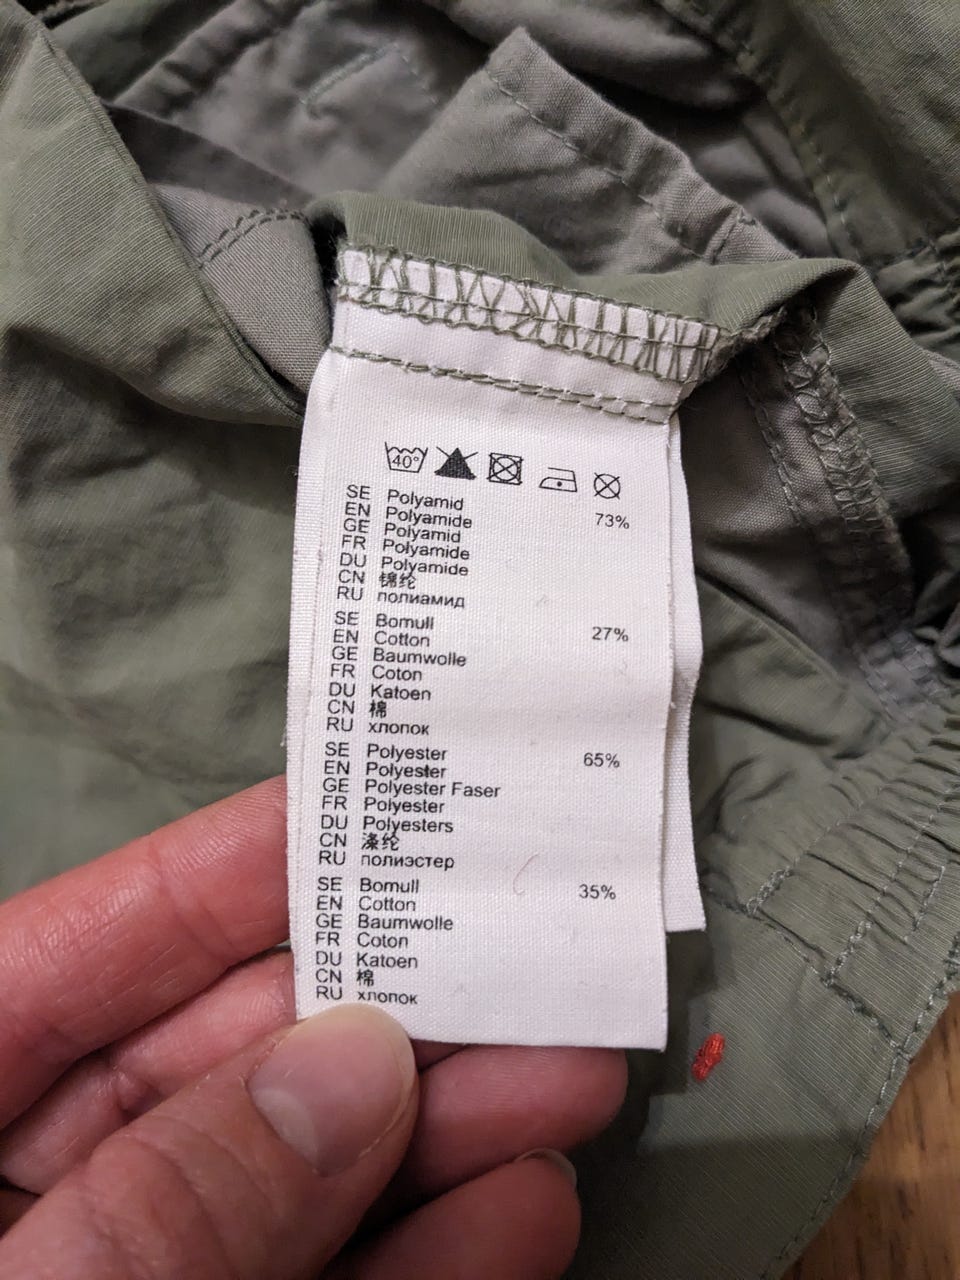 40°
SE Polyamid 73%
EN Polyamide
GE Polyamid
FR Polyamide
DU Polyamide
CN 锦纶
RU полиамид
SE Bomull 27%
EN Cotton
GE Baumwolle
FR Coton
DU Katoen
CN 棉
RU хлопок
SE Polyester 65%
EN Polyester
GE Polyester Faser
FR Polyester
DU Polyesters
CN 涤纶
RU полиэстер
SE Bomull 35%
EN Cotton
GE Baumwolle
FR Coton
DU Katoen
CN 棉
RU хлопок